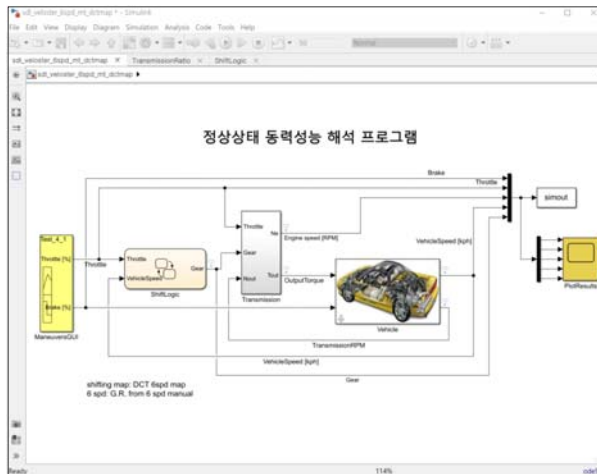 sdt_veloster_6spd_mt_dctmap * - Simulink
File Edit View Display Diagram Simulation Analysis Code Tools Help
Normal
sdt_veloster_6spd_mt_dctmap × TransmissionRatio × ShiftLogic ×
sdt_veloster_6spd_mt_dctmap
정상상태 동력성능 해석 프로그램
Brake
Throttle
simout
Test_4_1
Throttle [%]
Throttle
Brake [%]
ManeuversGUI
Throttle
VehicleSpeed
Gear
ShiftLogic
Throttle
Gear
Nout
Ne
Tout
Transmission
Engine speed [RPM]
OutputTorque
VehicleSpeed [kph]
Vehicle
PlotResults
TransmissionRPM
VehicleSpeed [kph]
Gear
shifting map: DCT 6spd map
6 spd: G.R. from 6 spd manual
Ready
114%